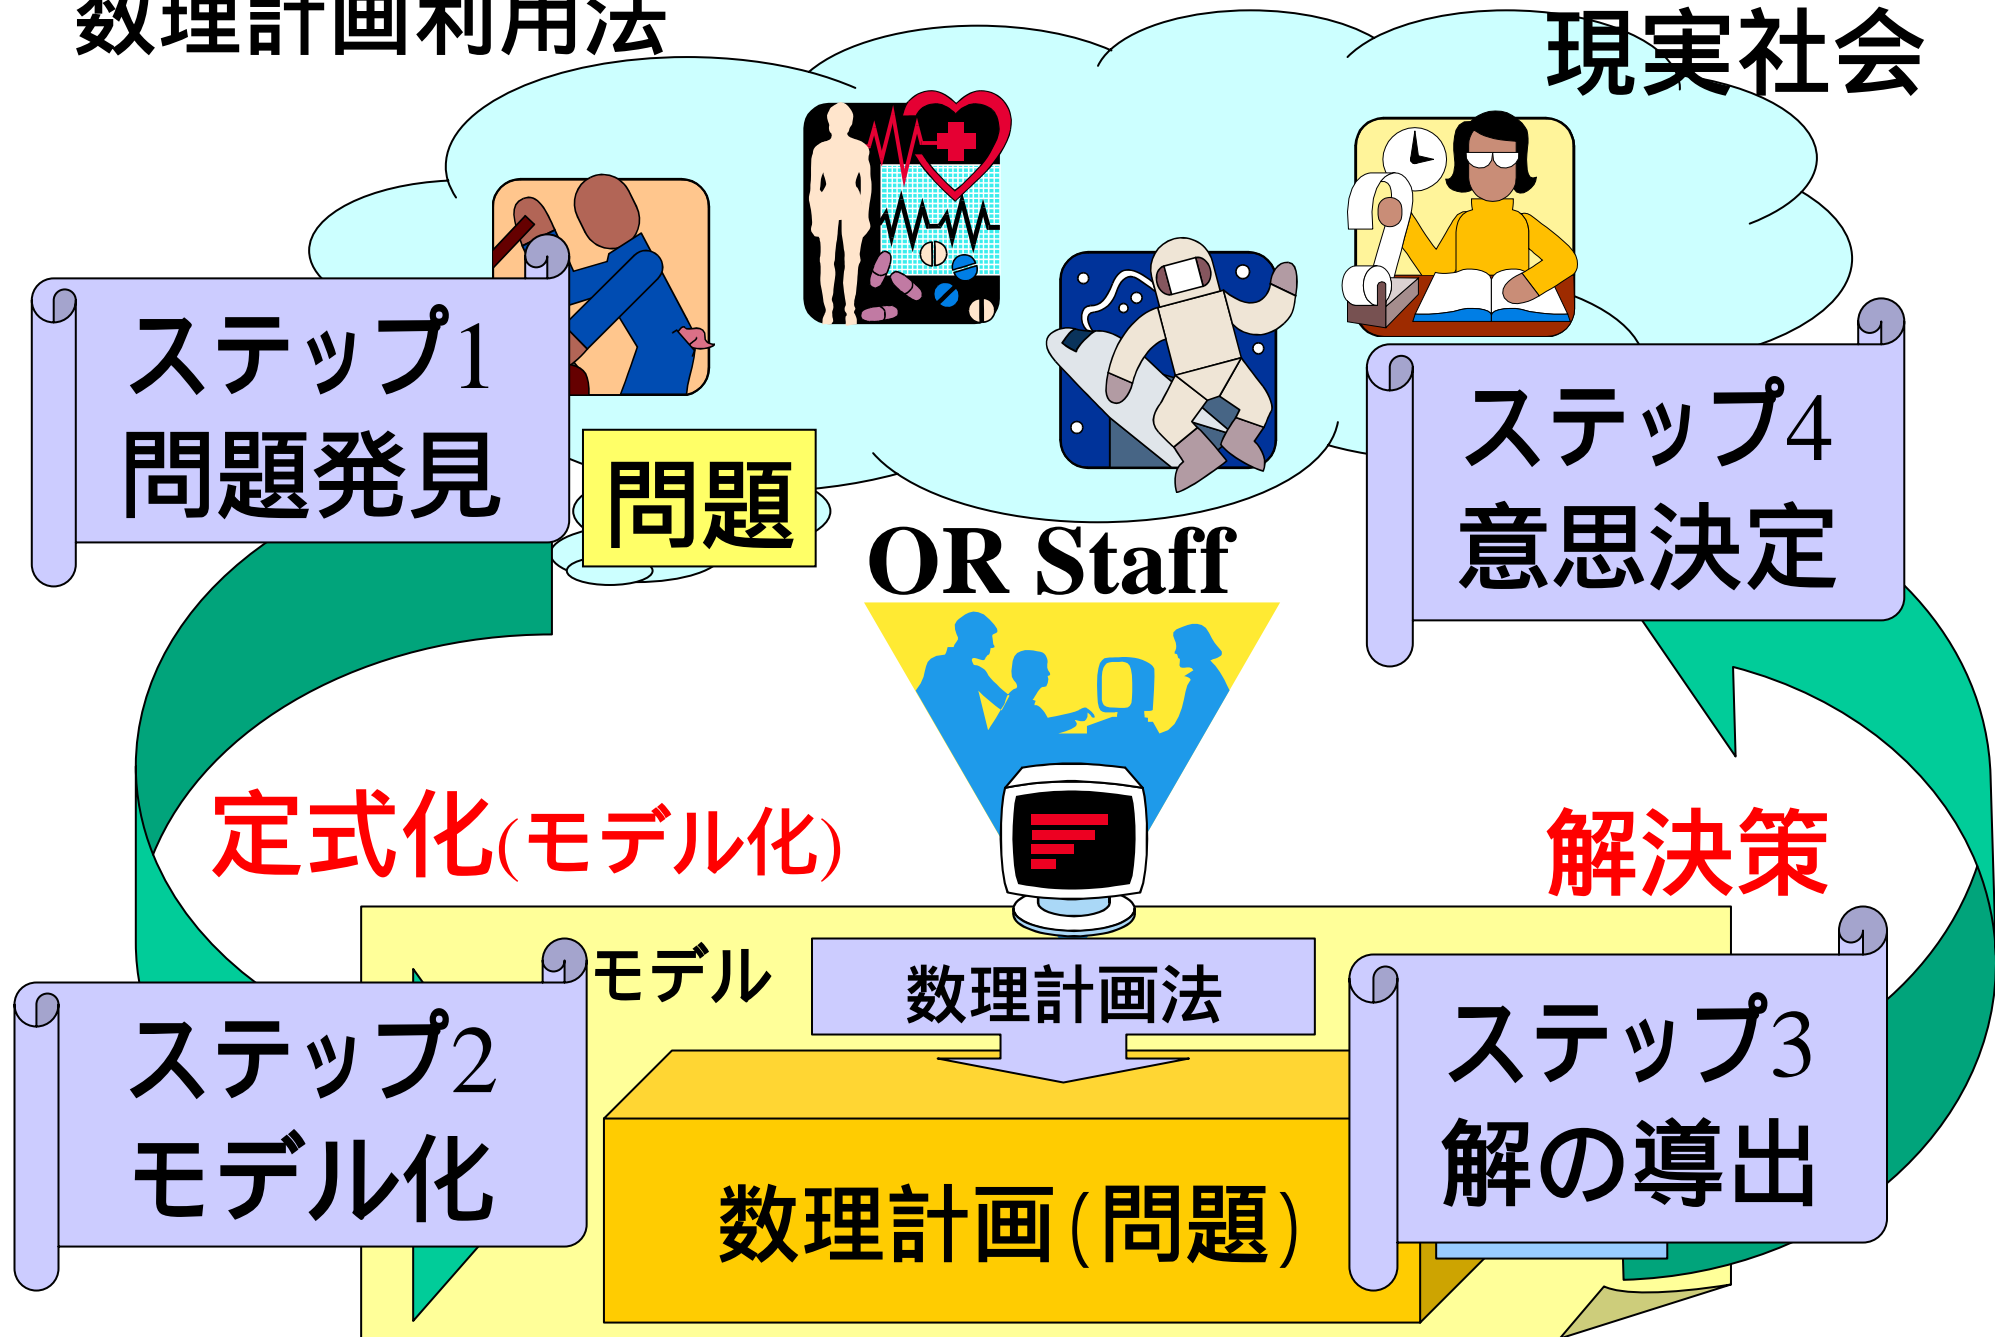 数理計画利用法
現実社会
ステップ1
問題発見
問題
ステップ4
意思決定
OR Staff
定式化(モデル化)
解決策
モデル
数理計画法
ステップ2
モデル化
ステップ3
解の導出
数理計画(問題)